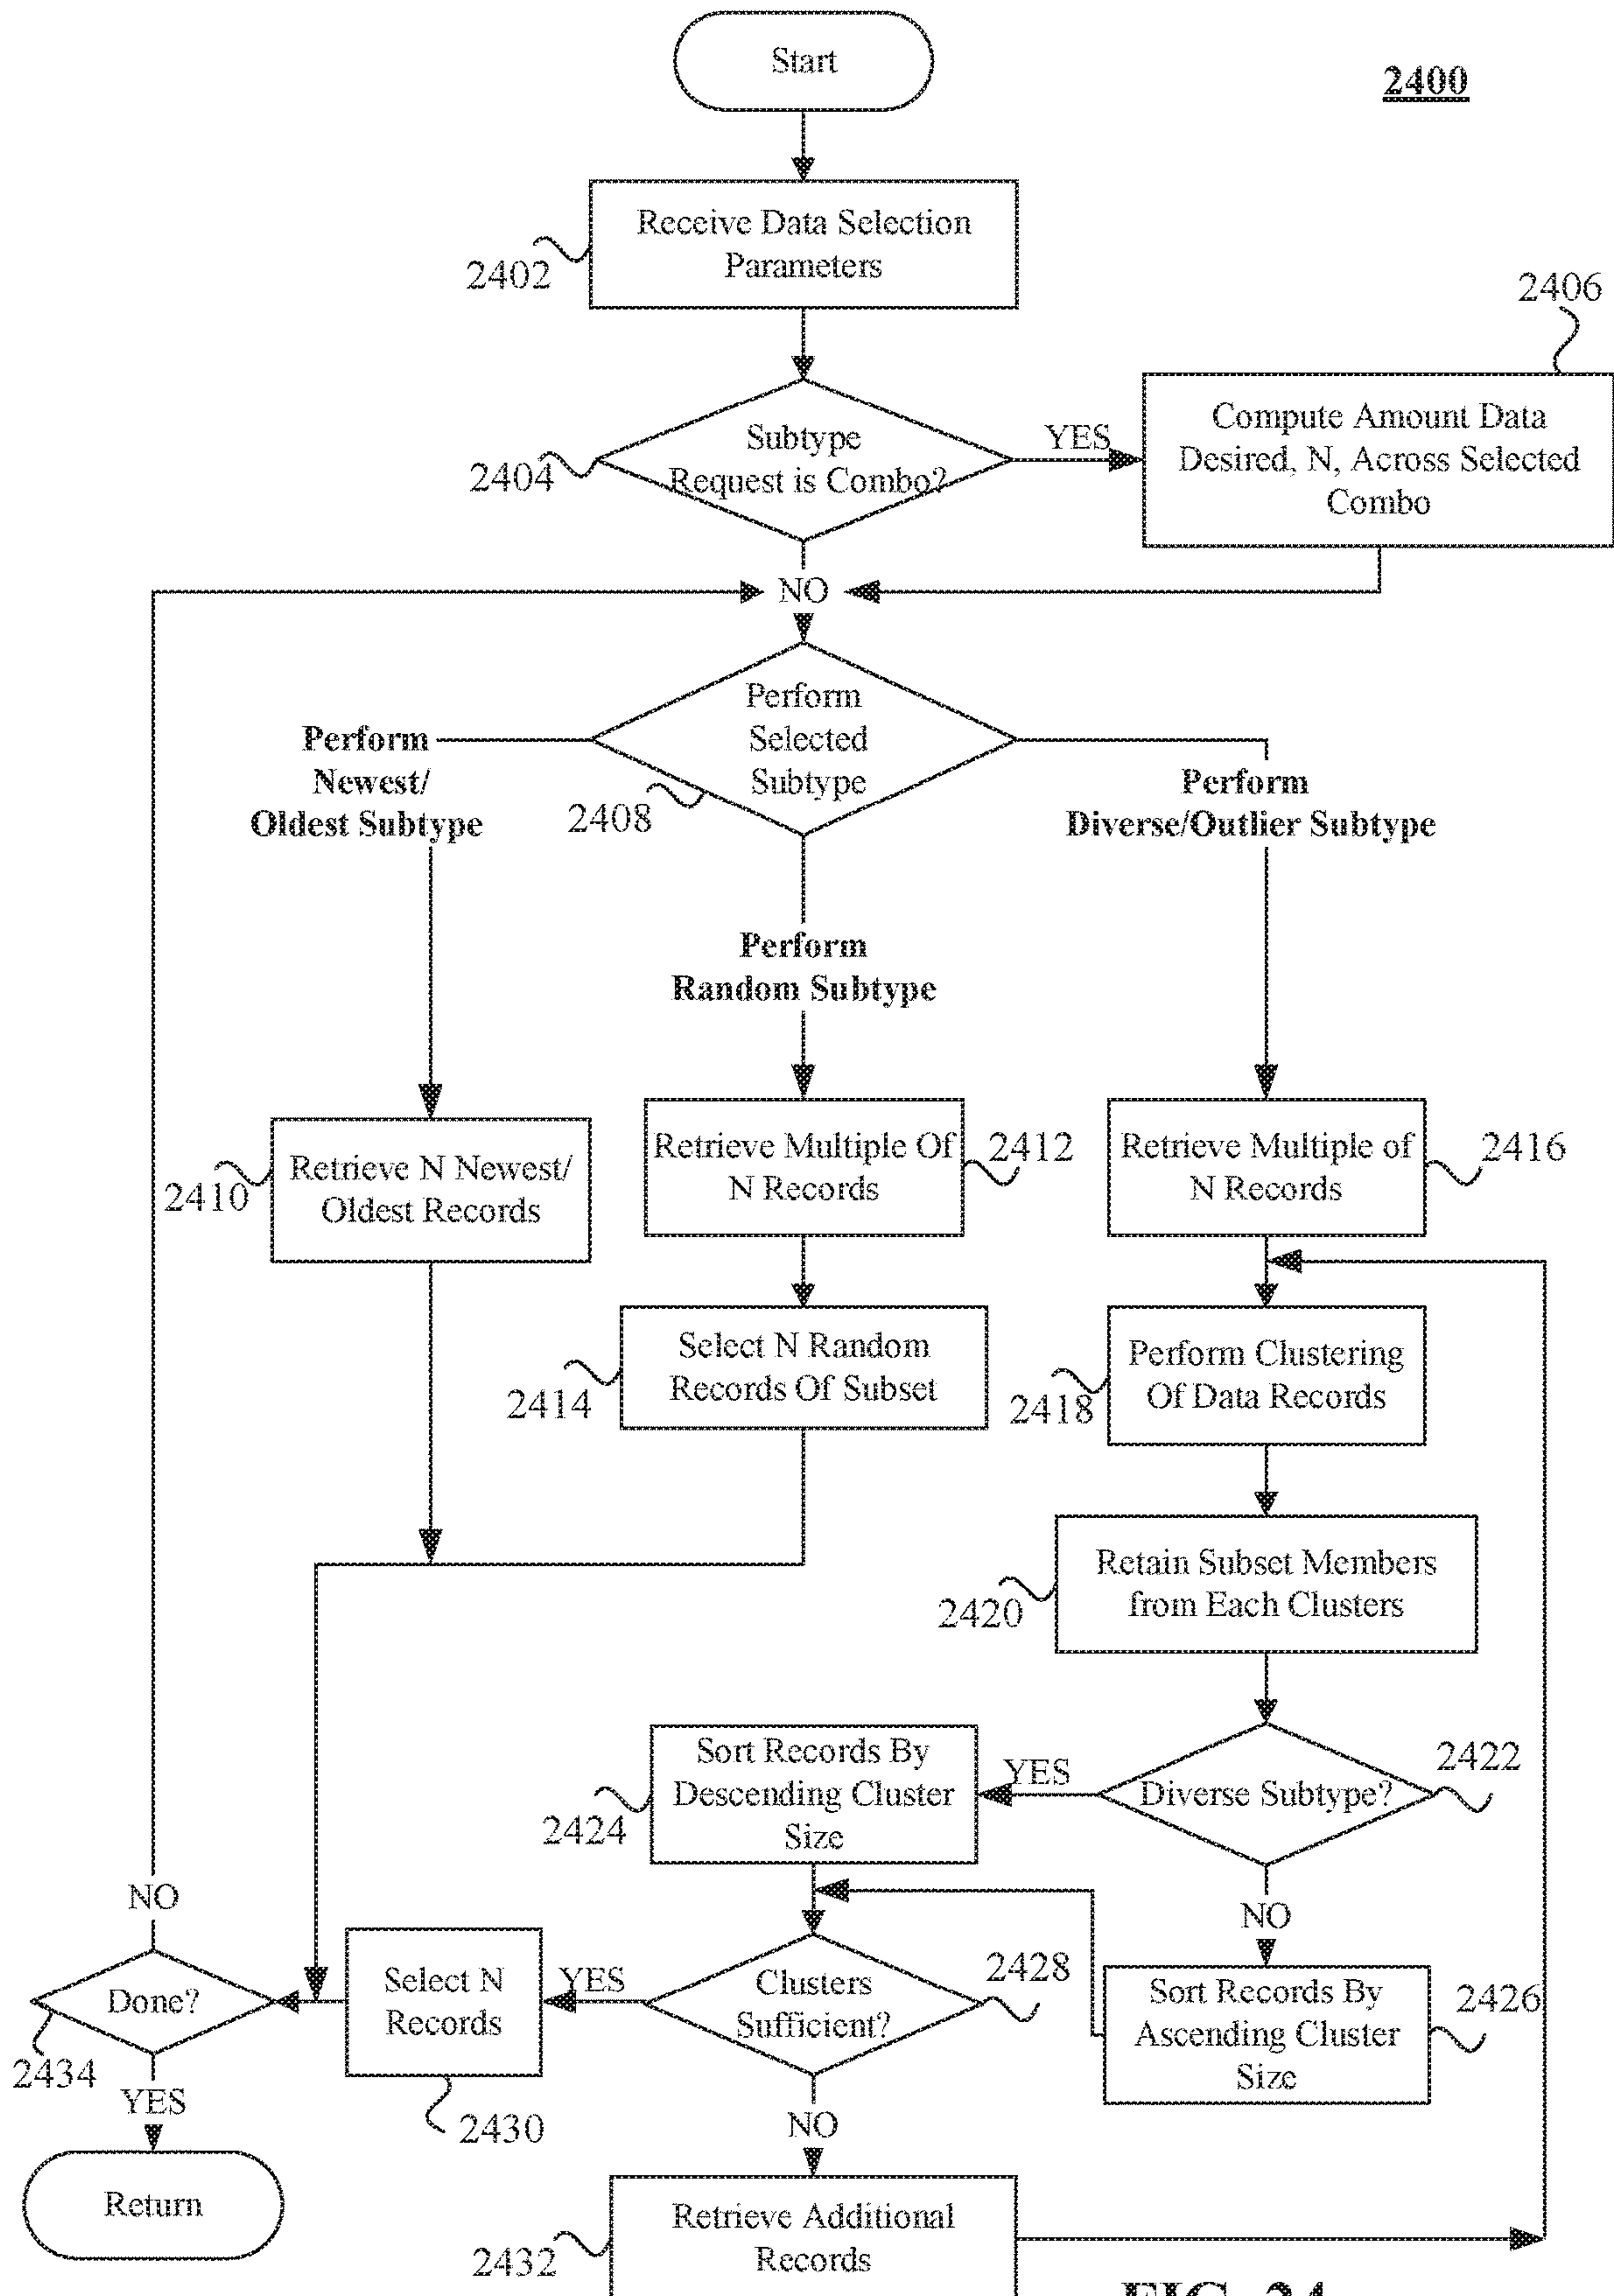 Start
2400
Receive Data Selection
Parameters
2402
2406
Subtype
Request is Combo?
2404
YES
Compute Amount Data
Desired, N, Across Selected
Combo
NO
Perform
Selected
Subtype
2408
Perform
Newest/
Oldest Subtype
Perform
Diverse/Outlier Subtype
Perform
Random Subtype
Retrieve N Newest/
Oldest Records
2410
Retrieve Multiple Of
N Records
2412
Retrieve Multiple of
N Records
2416
Select N Random
Records Of Subset
2414
Perform Clustering
Of Data Records
2418
Retain Subset Members
from Each Clusters
2420
Sort Records By
Descending Cluster
Size
2424
YES
Diverse Subtype?
2422
NO
NO
Done?
2434
Select N
Records
2430
YES
Clusters
Sufficient?
2428
Sort Records By
Ascending Cluster
Size
2426
YES
NO
Return
Retrieve Additional
Records
2432
FIG. 24